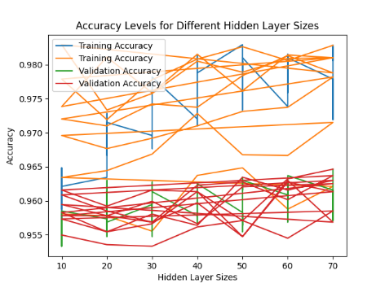 Accuracy Levels for Different Hidden Layer Sizes
Training Accuracy
Training Accuracy
Validation Accuracy
Validation Accuracy
0.980
0.975
0.970
0.965
0.960
0.955
Accuracy
10 20 30 40 50 60 70
Hidden Layer Sizes